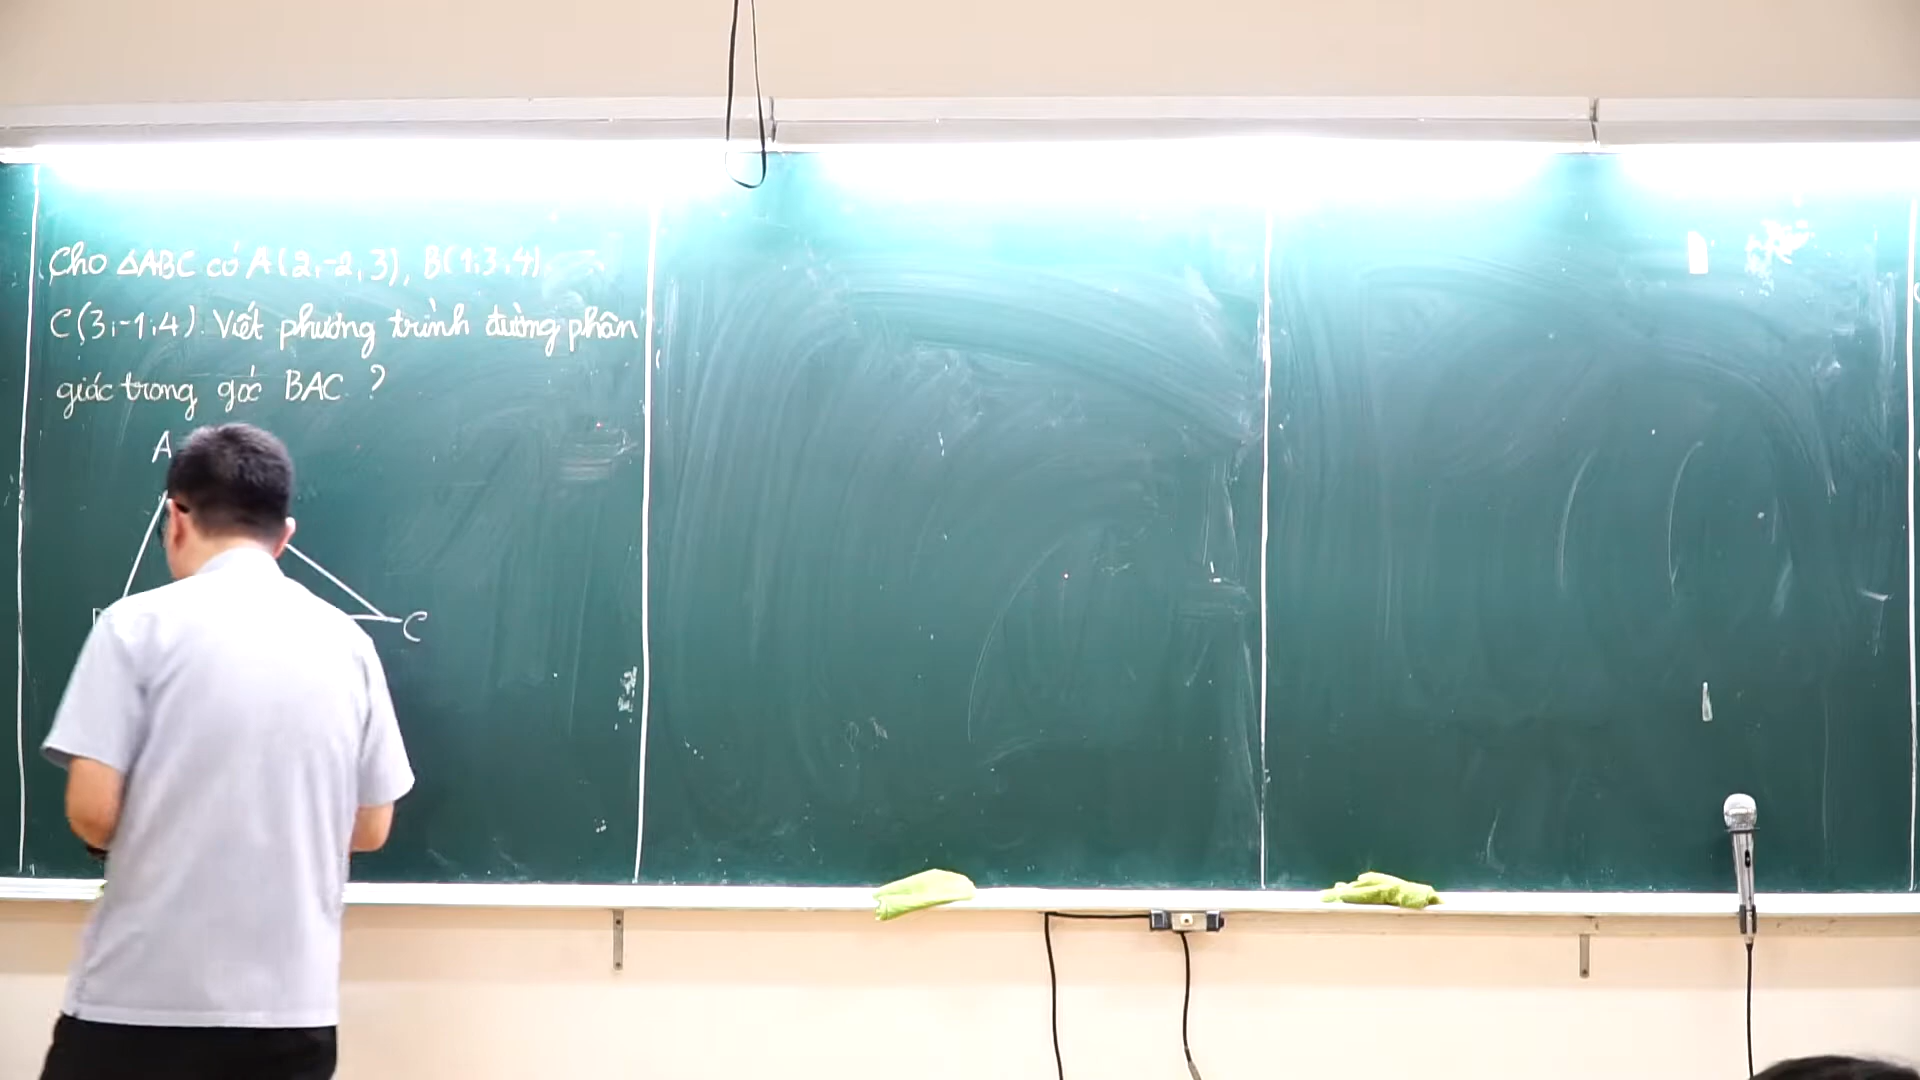 Cho △ABC có A(2;-2;3), B(1;3;4),
C(3;-1;4). Viết phương trình đường phân
giác trong góc BAC ?
A
C